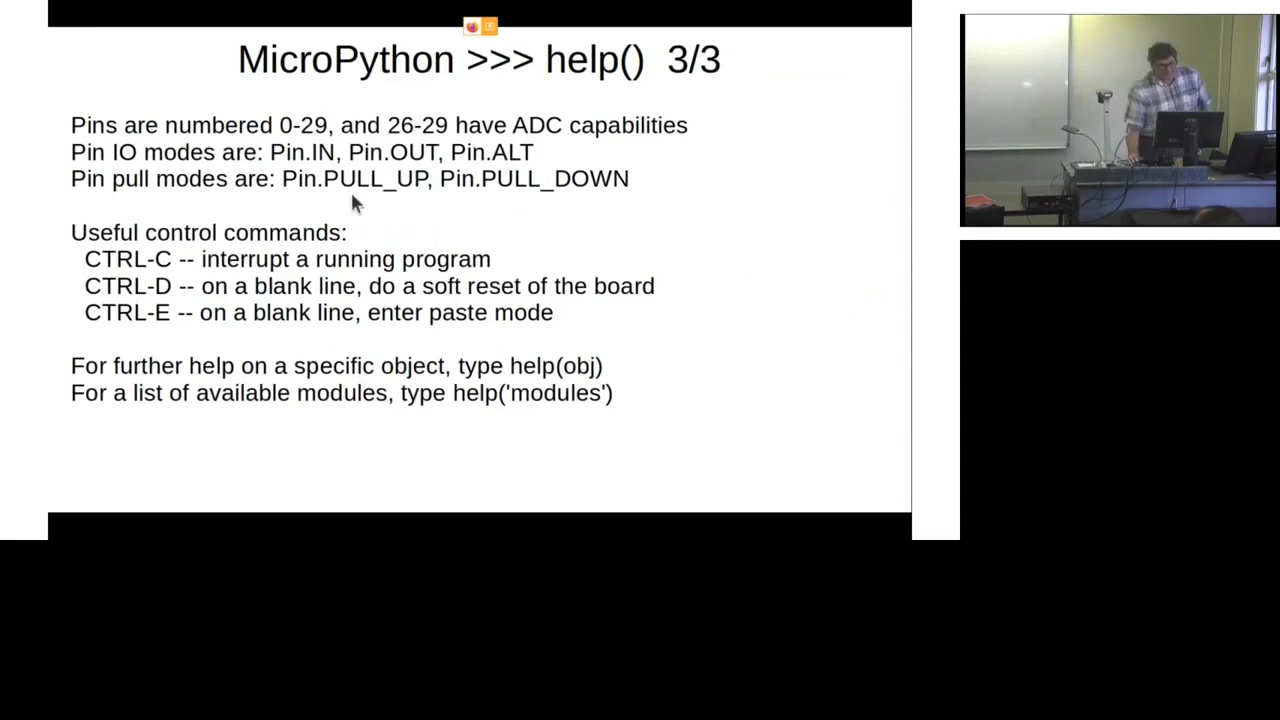 MicroPython >>> help() 3/3
Pins are numbered 0-29, and 26-29 have ADC capabilities
Pin IO modes are: Pin.IN, Pin.OUT, Pin.ALT
Pin pull modes are: Pin.PULL_UP, Pin.PULL_DOWN
Useful control commands:
CTRL-C -- interrupt a running program
CTRL-D -- on a blank line, do a soft reset of the board
CTRL-E -- on a blank line, enter paste mode
For further help on a specific object, type help(obj)
For a list of available modules, type help('modules')